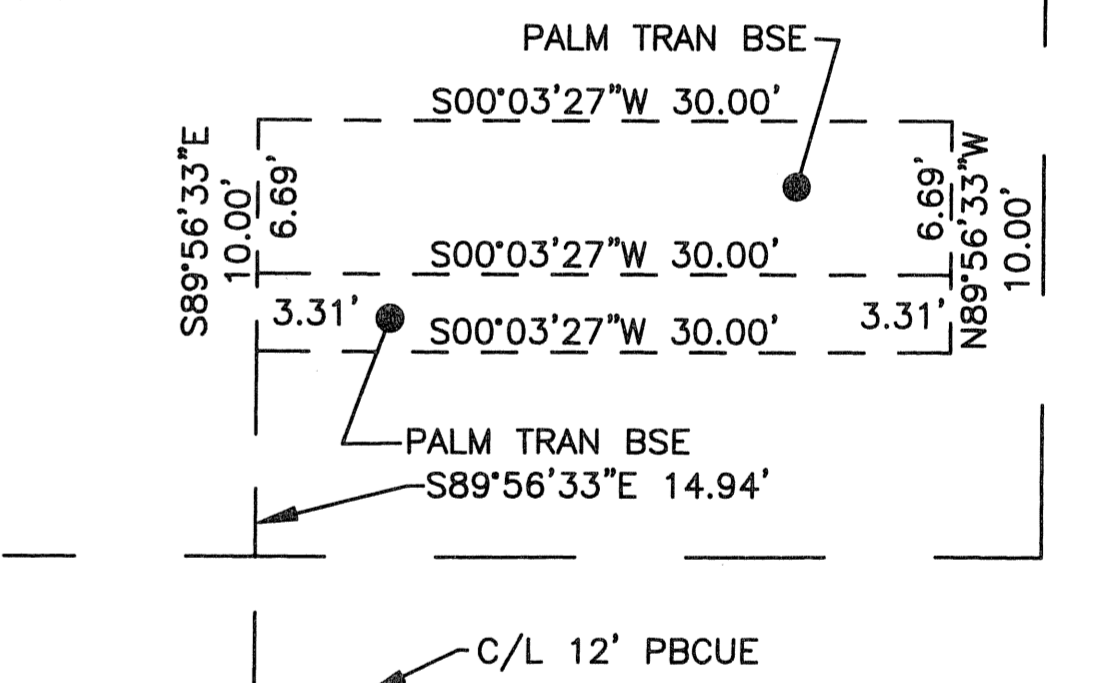 PALM TRAN BSE
S00°03'27"W 30.00'
S89°56'33"E
10.00'
6.69'
6.69'
N89°56'33"W
10.00'
S00°03'27"W 30.00'
3.31'
3.31'
S00°03'27"W 30.00'
PALM TRAN BSE
S89°56'33"E 14.94'
C/L 12' PBCUE